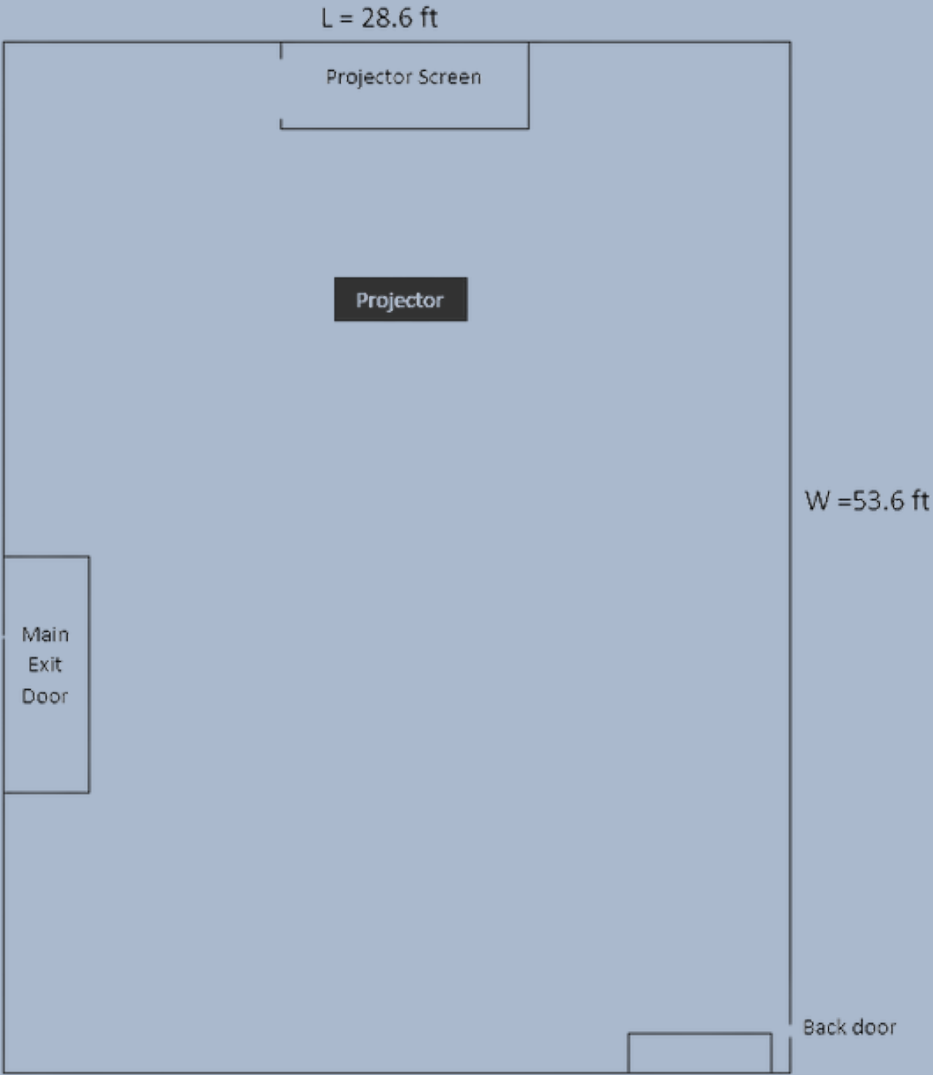 L = 28.6 ft
Projector Screen
Projector
W =53.6 ft
Main
Exit
Door
Back door